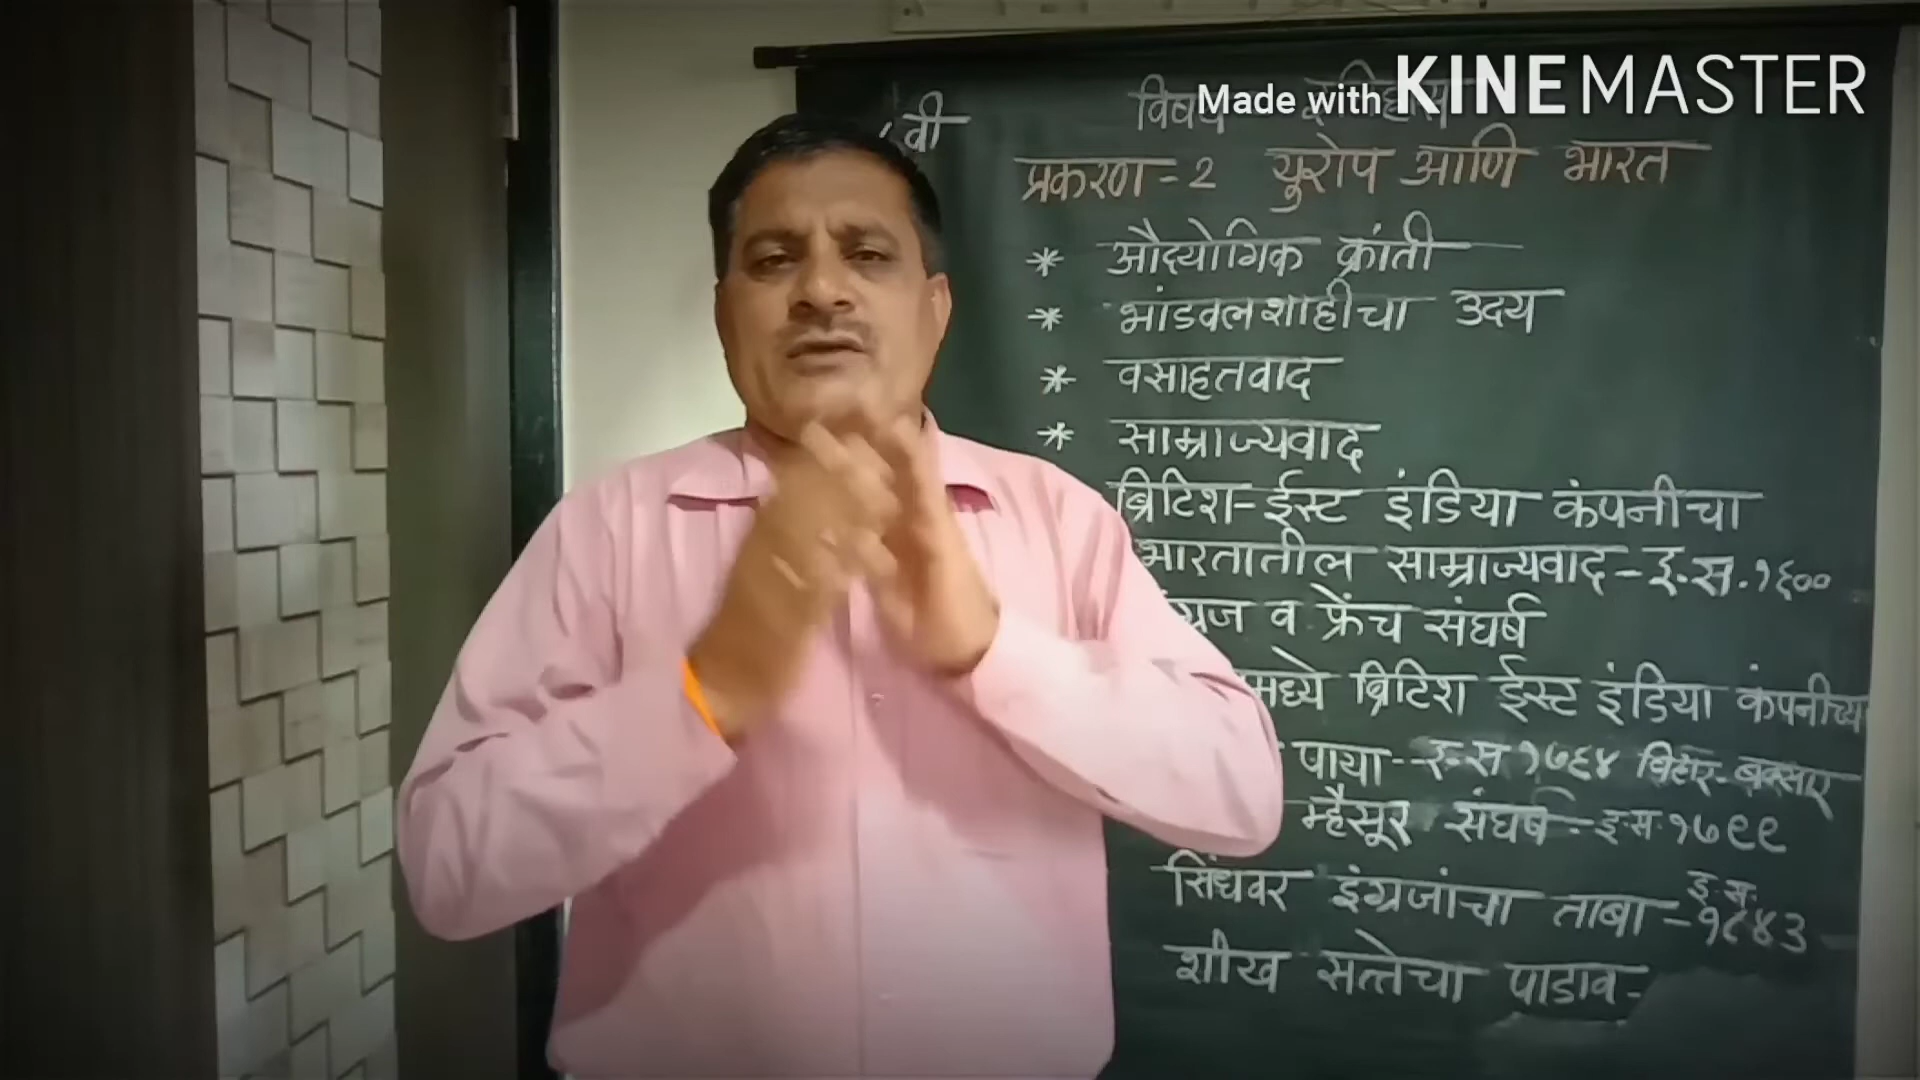 Made with KINEMASTER
वी विषय
प्रकरण - 2 युरोप आणि भारत
* औद्योगिक क्रांती
* भांडवलशाहीचा उदय
* वसाहतवाद
* साम्राज्यवाद
ब्रिटिश-ईस्ट इंडिया कंपनीचा
भारतातील साम्राज्यवाद - इ.स. १६००
व फ्रेंच संघर्ष
मध्ये ब्रिटिश ईस्ट इंडिया
पाया - इ.स १७६४ बिहार - बक्सार
म्हैसूर संघर्ष - इ.स. १७९९
सिंधवर इंग्रजांचा ताबा - इ.स. १८४३
शीख सत्तेचा पाडाव -